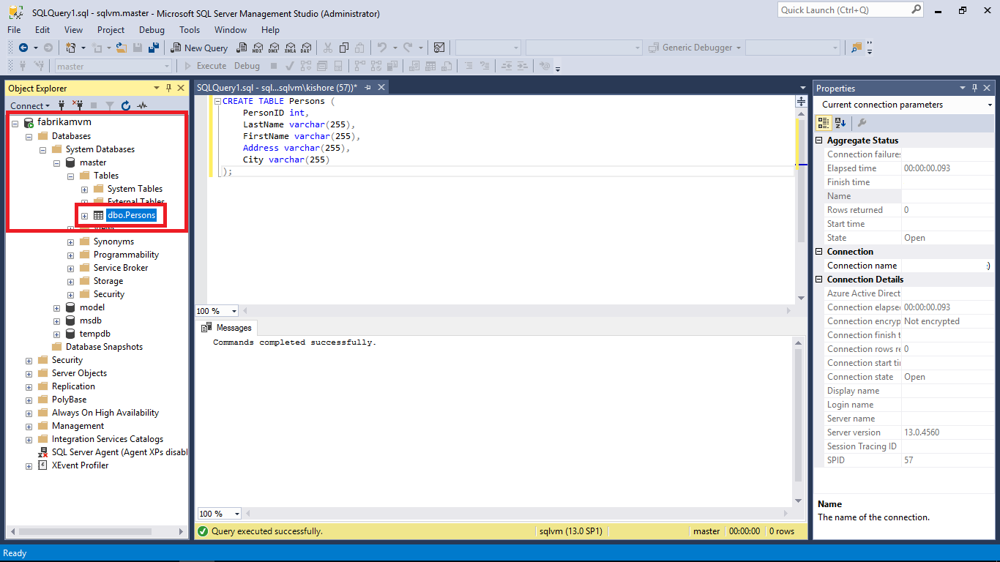 SQLQuery1.sql - sqlvm.master - Microsoft SQL Server Management Studio (Administrator)
Quick Launch (Ctrl+Q)
File Edit View Project Debug Tools Window Help
New Query
MDX DMX XMLA DAX
Generic Debugger
master
Execute Debug
Object Explorer
Connect
fabrikamvm
Databases
System Databases
master
Tables
System Tables
External Tables
dbo.Persons
Views
Synonyms
Programmability
Service Broker
Storage
Security
model
msdb
tempdb
Database Snapshots
Security
Server Objects
Replication
PolyBase
Always On High Availability
Management
Integration Services Catalogs
SQL Server Agent (Agent XPs disabl
XEvent Profiler
SQLQuery1.sql - sql...sqlvm\kishore (57))*
CREATE TABLE Persons (
PersonID int,
LastName varchar(255),
FirstName varchar(255),
Address varchar(255),
City varchar(255)
);
100 %
Messages
Commands completed successfully.
100 %
Query executed successfully.
sqlvm (13.0 SP1)
master
00:00:00
0 rows
Properties
Current connection parameters
Aggregate Status
Connection failures
Elapsed time 00:00:00.093
Finish time
Name
Rows returned 0
Start time
State Open
Connection
Connection name :)
Connection Details
Azure Active Direct
Connection elapse 00:00:00.093
Connection encryp Not encrypted
Connection finish t
Connection rows re 0
Connection start tii
Connection state Open
Display name
Login name
Server name
Server version 13.0.4560
Session Tracing ID
SPID 57
Name
The name of the connection.
Ready